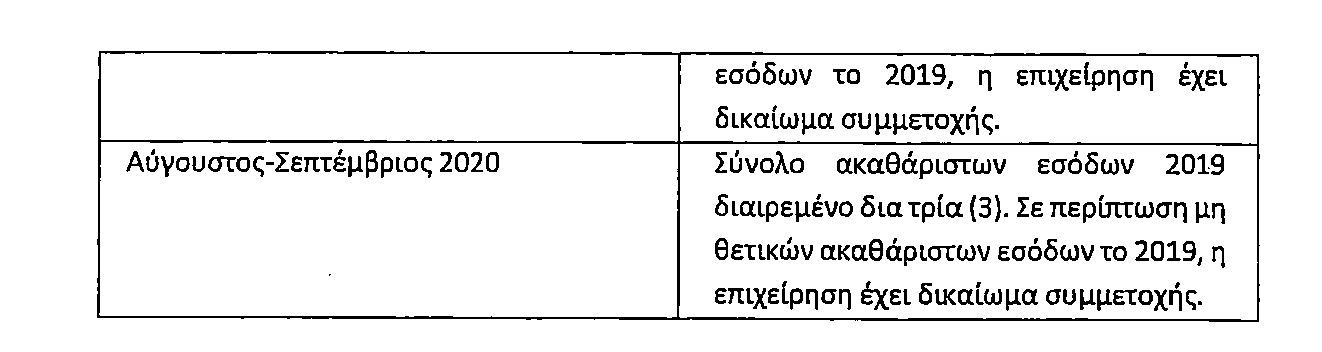 εσόδων το 2019, η επιχείρηση έχει
δικαίωμα συμμετοχής.
Αύγουστος-Σεπτέμβριος 2020
Σύνολο ακαθάριστων εσόδων 2019
διαιρεμένο δια τρία (3). Σε περίπτωση μη
θετικών ακαθάριστων εσόδων το 2019, η
επιχείρηση έχει δικαίωμα συμμετοχής.